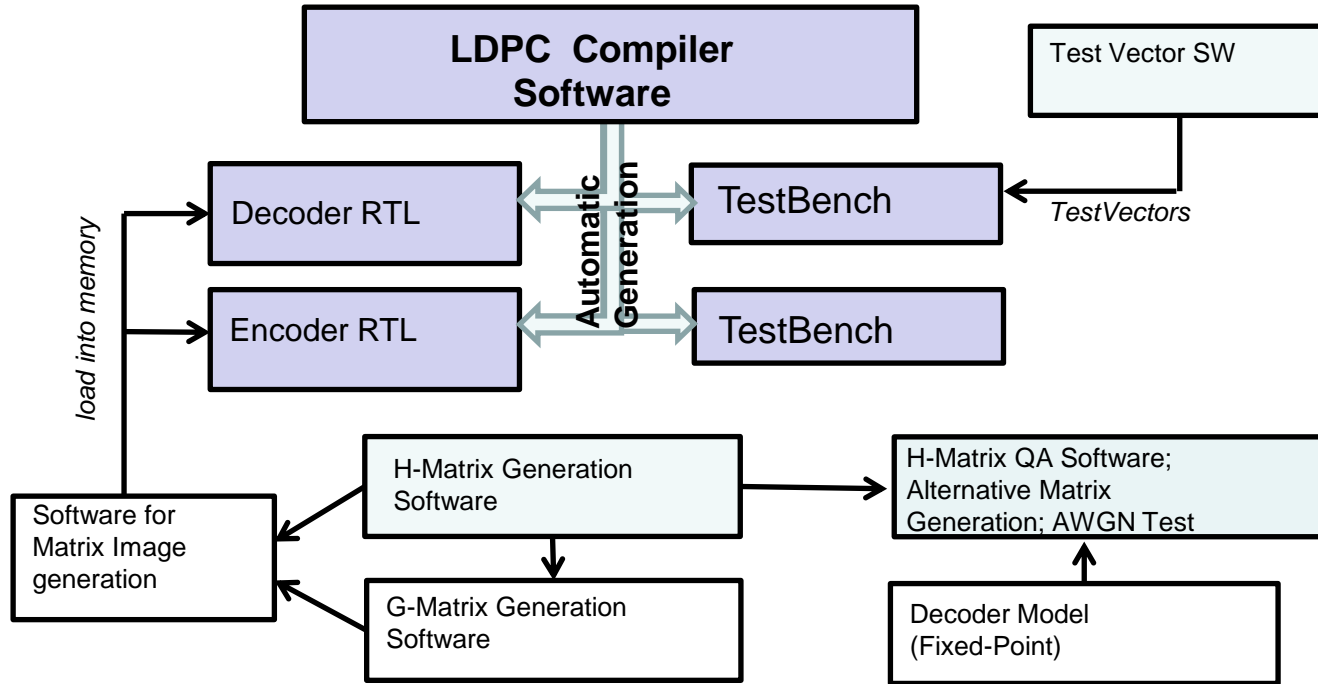 LDPC Compiler
Software
Test Vector SW
Decoder RTL
TestBench
TestVectors
Automatic
Generation
load into memory
Encoder RTL
TestBench
H-Matrix Generation
Software
H-Matrix QA Software;
Alternative Matrix
Generation; AWGN Test
Software for
Matrix Image
generation
G-Matrix Generation
Software
Decoder Model
(Fixed-Point)